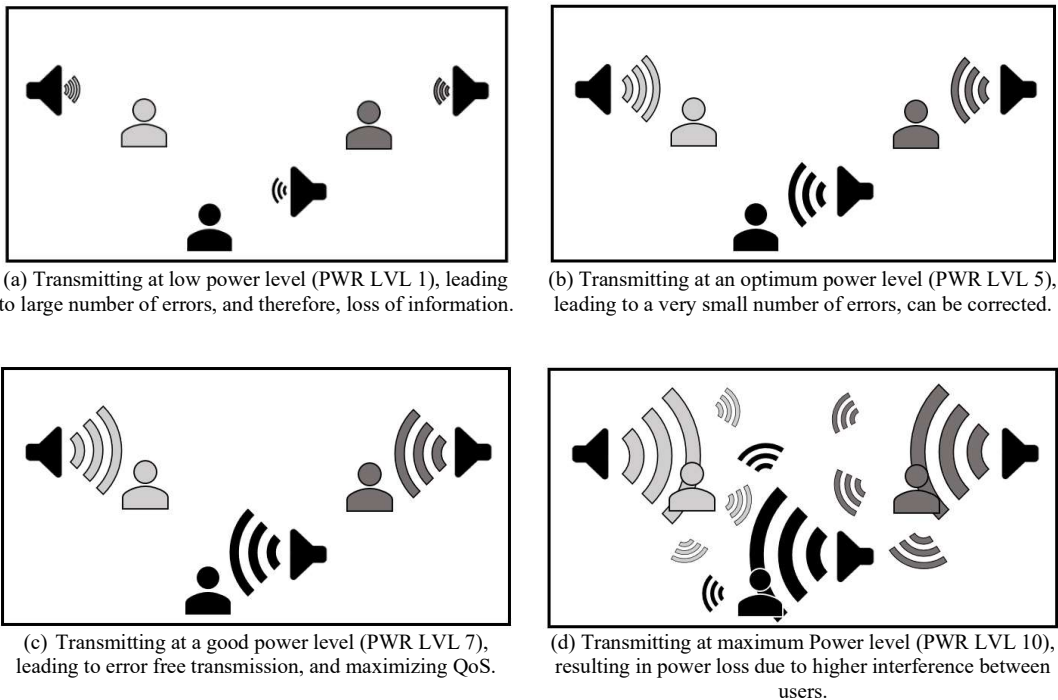 (a) Transmitting at low power level (PWR LVL 1), leading
to large number of errors, and therefore, loss of information.
(b) Transmitting at an optimum power level (PWR LVL 5),
leading to a very small number of errors, can be corrected.
(c) Transmitting at a good power level (PWR LVL 7),
leading to error free transmission, and maximizing QoS.
(d) Transmitting at maximum Power level (PWR LVL 10),
resulting in power loss due to higher interference between
users.